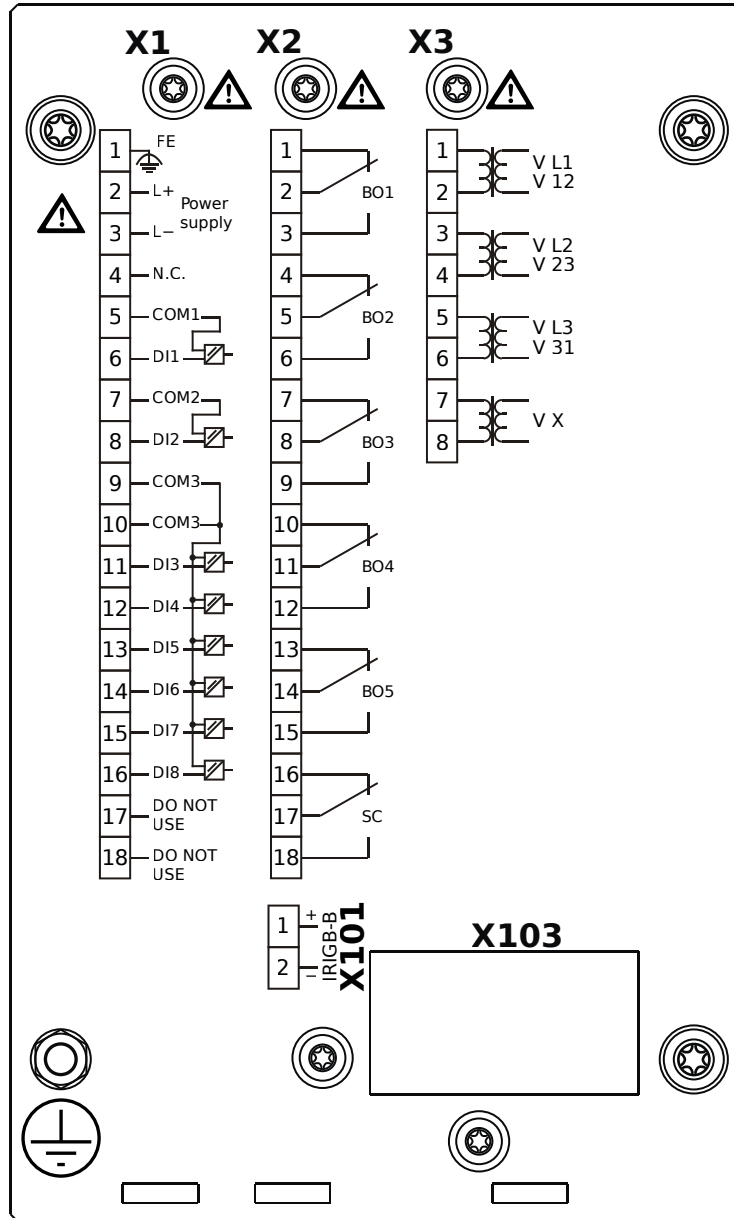 X1
X2
X3
1 FE
2 L+
Power
supply
3 L−
4 N.C.
5 COM1
6 DI1
7 COM2
8 DI2
9 COM3
10 COM3
11 DI3
12 DI4
13 DI5
14 DI6
15 DI7
16 DI8
17 DO NOT
USE
18 DO NOT
USE
1
2 BO1
3
4
5 BO2
6
7
8 BO3
9
10
11 BO4
12
13
14 BO5
15
16
17 SC
18
1 V L1
2 V 12
3 V L2
4 V 23
5 V L3
6 V 31
7
V X
8
1 +
2 −
IRIGB-B
X101
X103